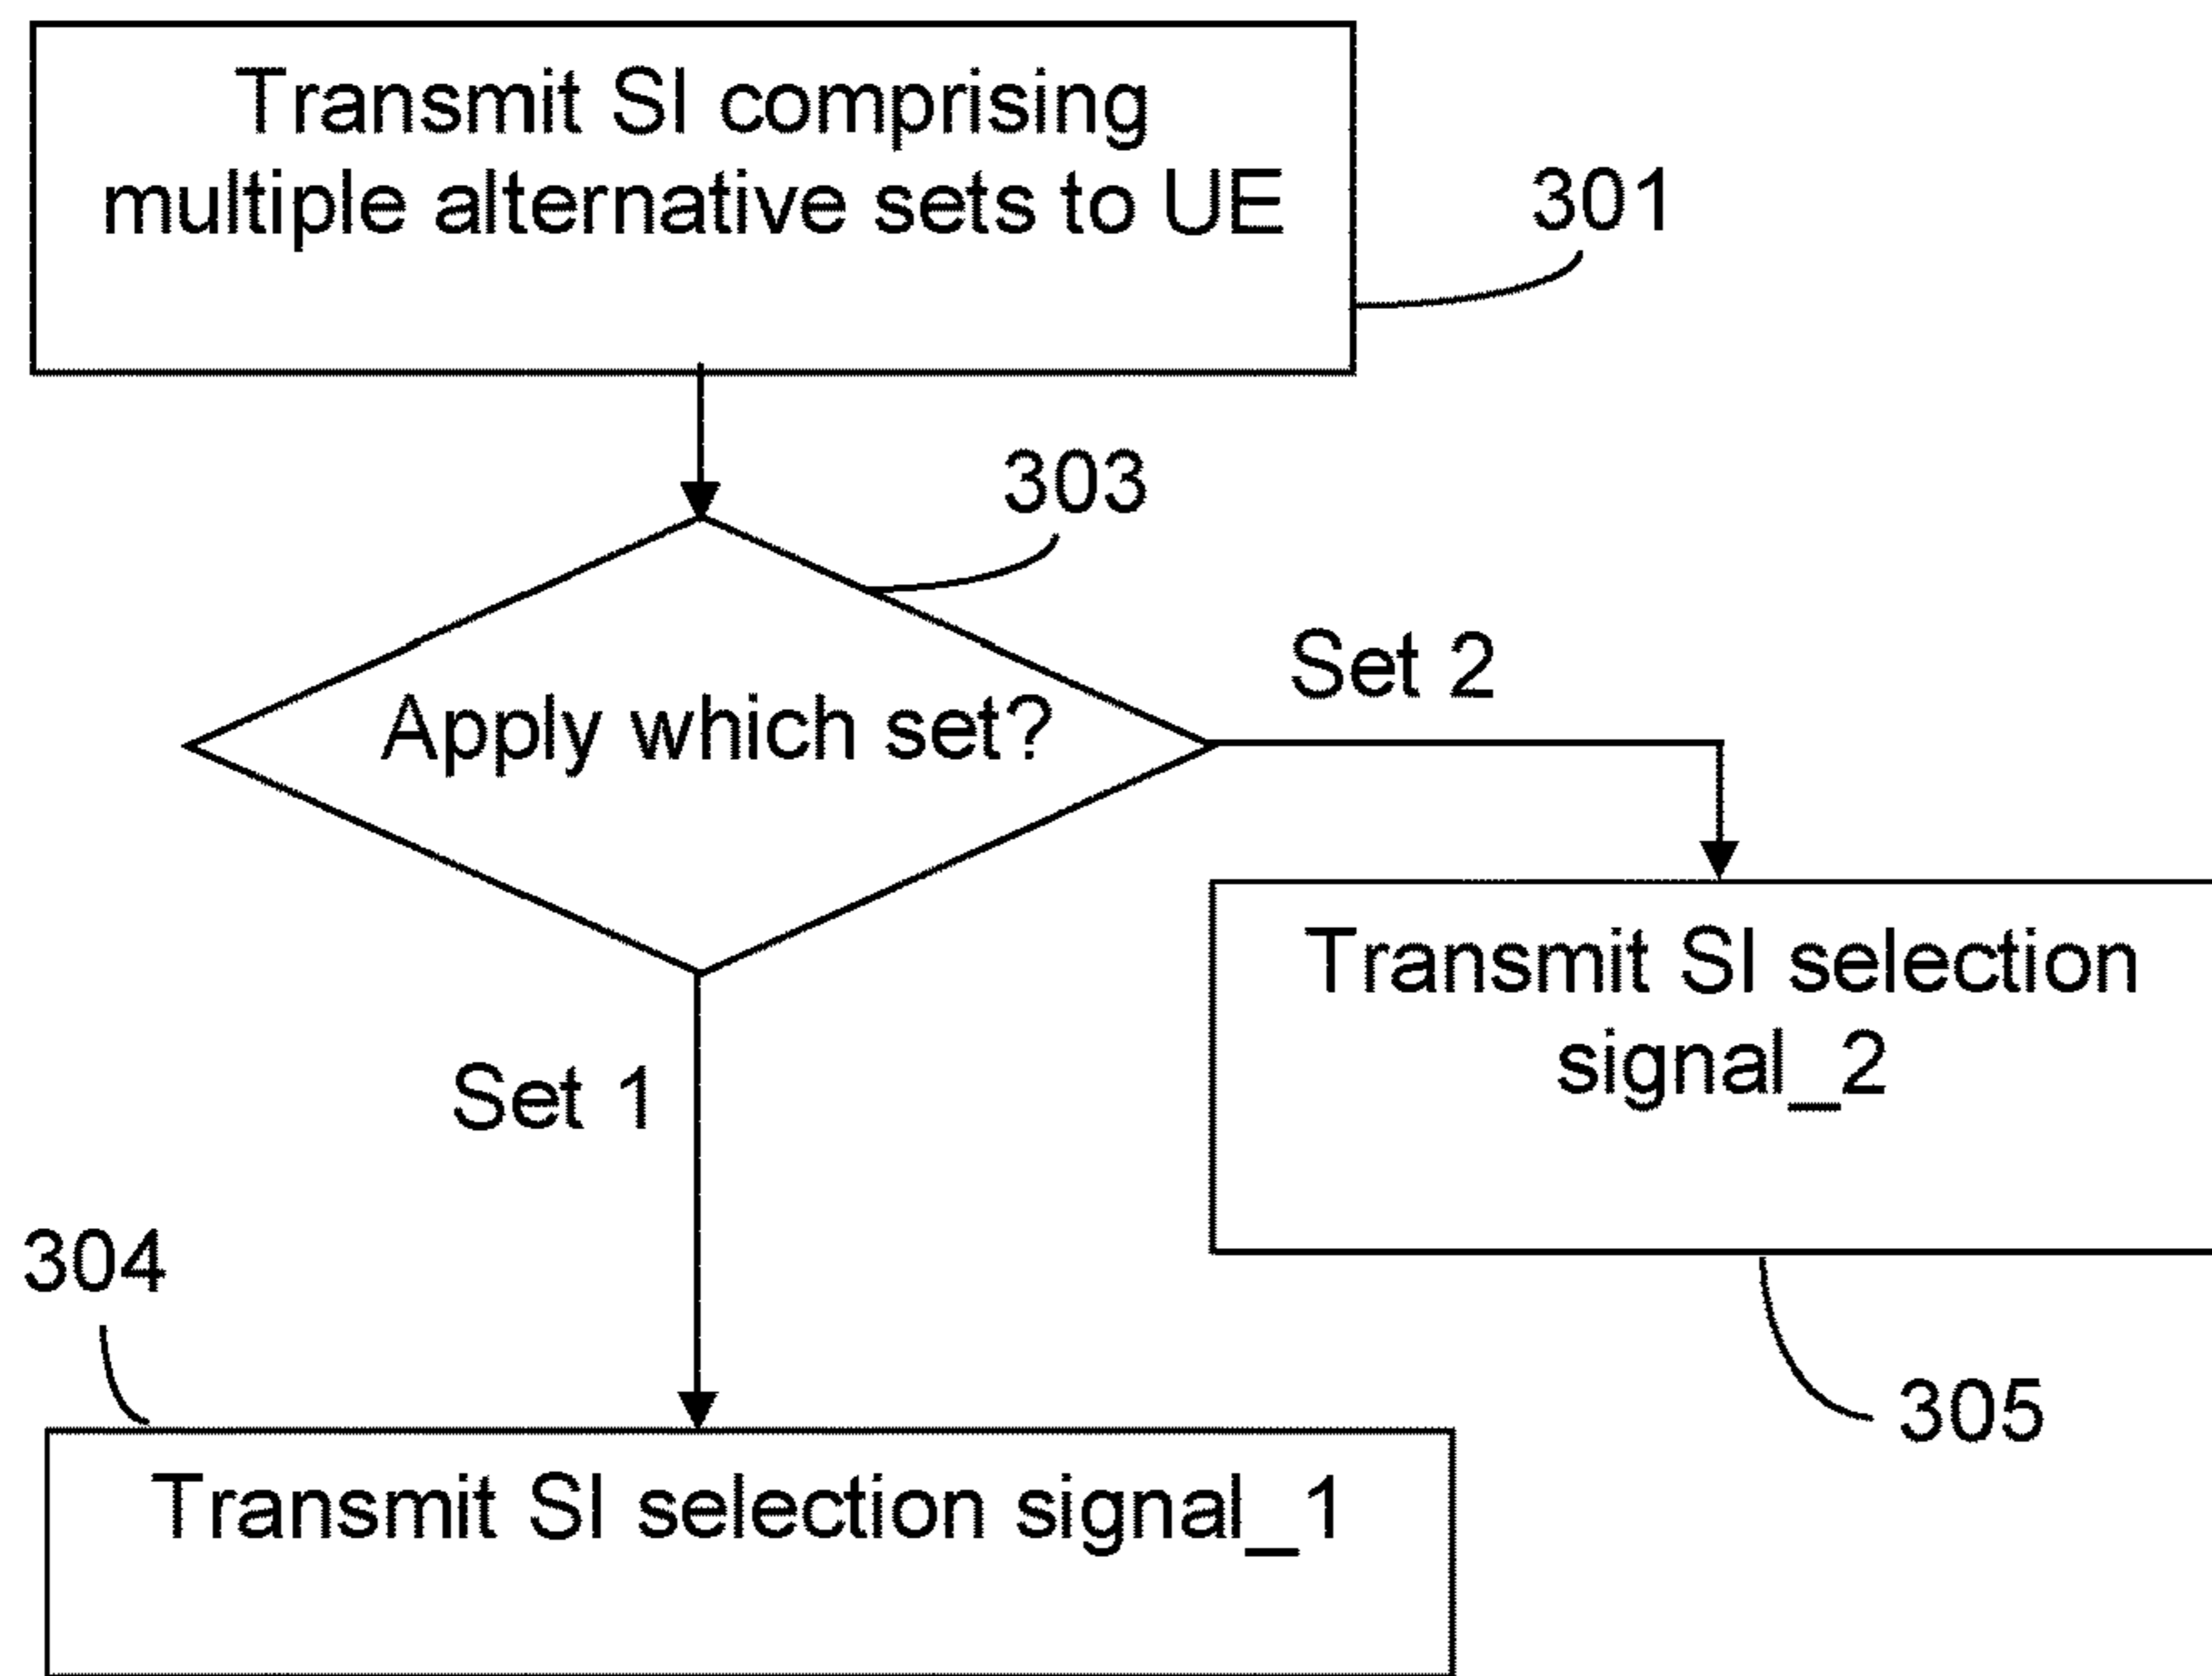 Transmit SI comprising
multiple alternative sets to UE
301
303
Apply which set?
Set 2
Transmit SI selection
signal_2
Set 1
304
305
Transmit SI selection signal_1